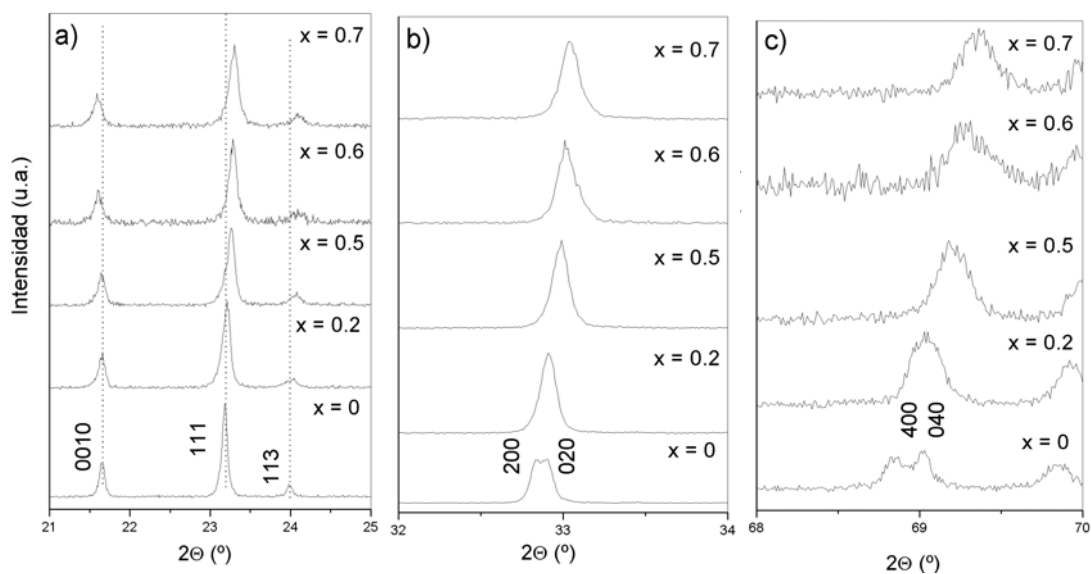 Intensidad (u.a.)
a)
x = 0.7
x = 0.6
x = 0.5
x = 0.2
x = 0
0010
111
113
21
22
23
24
25
2Θ (º)
b)
x = 0.7
x = 0.6
x = 0.5
x = 0.2
x = 0
200
020
32
33
34
2Θ (º)
c)
x = 0.7
x = 0.6
x = 0.5
x = 0.2
x = 0
400
040
68
69
70
2Θ (º)